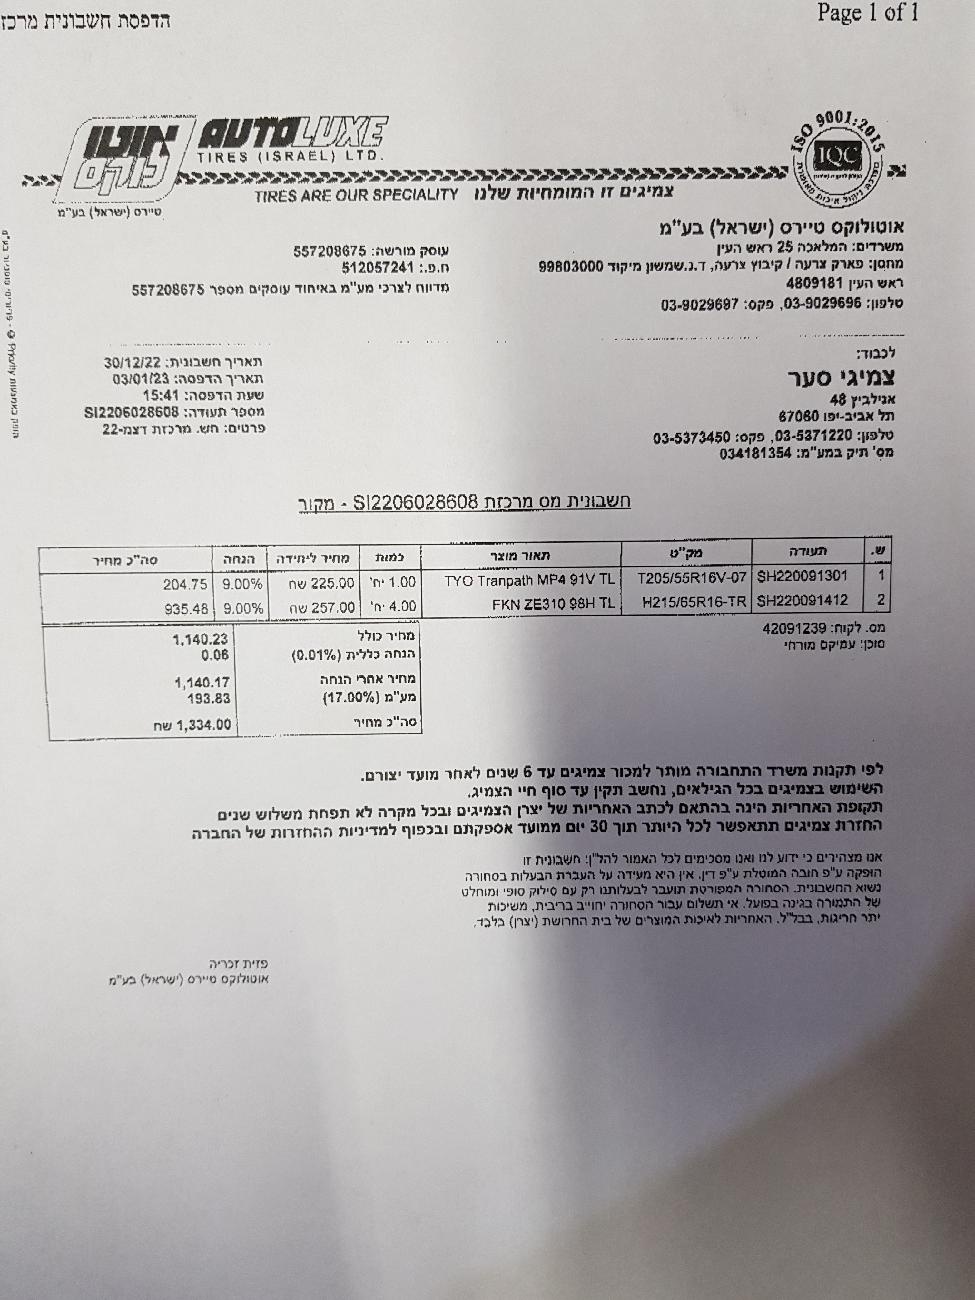 הדפסת חשבונית מרכז
Page 1 of 1
אוטו
לוקס
AUTOLUXE
TIRES (ISRAEL) LTD.
טיירס (ישראל) בע"מ
ISO 9001:2015
IQC
TIRES ARE OUR SPECIALITY צמיגים זו המומחיות שלנו
אוטולוקס טיירס (ישראל) בע"מ
משרדים: המלאכה 25 ראש העין
מחסן: פארק צרעה / קיבוץ צרעה, ד.נ.שמשון מיקוד 99803000
ראש העין 4809181
טלפון: 03-9029696, פקס: 03-9029697
עוסק מורשה: 557208675
ח.פ.: 512057241
מדווח לצרכי מע"מ באיחוד עוסקים מספר 557208675
לכבוד:
צמיגי סער
אנילביץ 48
תל אביב-יפו 67060
טלפון: 03-5371220, פקס: 03-5373450
מס' תיק במע"מ: 034181354
תאריך חשבונית: 30/12/22
תאריך הדפסה: 03/01/23
שעת הדפסה: 15:41
מספר תעודה: SI2206028608
פרטים: חש. מרכזת דצמ-22
חשבונית מס מרכזת SI2206028608 - מקור
ש. תעודה מק"ט תאור מוצר כמות מחיר ליחידה הנחה סה"כ מחיר
1 SH220091301 T205/55R16V-07 TYO Tranpath MP4 91V TL 1.00 יח' 225.00 שח 9.00% 204.75
2 SH220091412 H215/65R16-TR FKN ZE310 98H TL 4.00 יח' 257.00 שח 9.00% 935.48
מס. לקוח: 42091239
סוכן: עמיקם מורחי
מחיר כולל 1,140.23
הנחה כללית (0.01%) 0.06
מחיר אחרי הנחה 1,140.17
מע"מ (17.00%) 193.83
סה"כ מחיר 1,334.00 שח
לפי תקנות משרד התחבורה מותר למכור צמיגים עד 6 שנים לאחר מועד יצורם.
השימוש בצמיגים בכל הגילאים, נחשב תקין עד סוף חיי הצמיג.
תקופת האחריות הינה בהתאם לכתב האחריות של יצרן הצמיגים ובכל מקרה לא תפחת משלוש שנים
החזרת צמיגים תתאפשר לכל היותר תוך 30 יום ממועד אספקתם ובכפוף למדיניות ההחזרות של החברה
אנו מצהירים כי ידוע לנו ואנו מסכימים לכל האמור להל"ן: חשבונית זו
הופקה ע"פ חובה המוטלת ע"פ דין, אין היא מעידה על העברת הבעלות בסחורה
נשוא החשבונית. הסחורה המפורטת תועבר לבעלותנו רק עם סילוק סופי ומוחלט
של התמורה בגינה בפועל. אי תשלום עבור הסחורה יחוייב בריבית, משיכות
יתר חריגות, בבל"ל. האחריות לאיכות המוצרים של בית החרושת (יצרן) בלבד.
פזית זכריה
אוטולוקס טיירס (ישראל) בע"מ